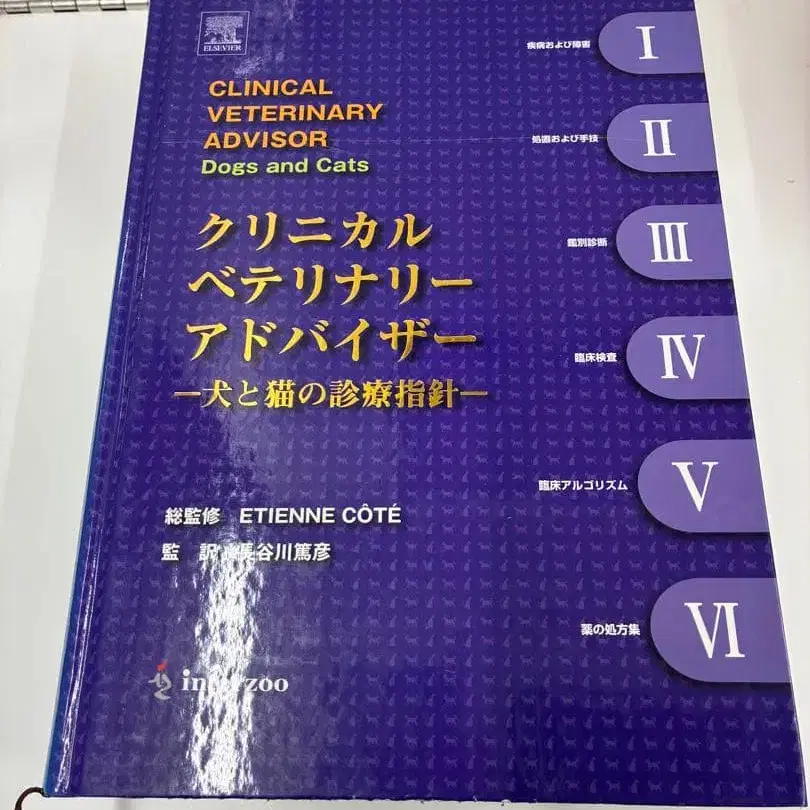 ELSEVIER
CLINICAL
VETERINARY
ADVISOR
Dogs and Cats
クリニカル
ベテリナリー
アドバイザー
―犬と猫の診療指針―
総監修 ETIENNE CÔTÉ
監 訳 長谷川篤彦
interzoo
疾病および障害 I
処置および手技 II
鑑別診断 III
臨床検査 IV
臨床アルゴリズム V
薬の処方集 VI